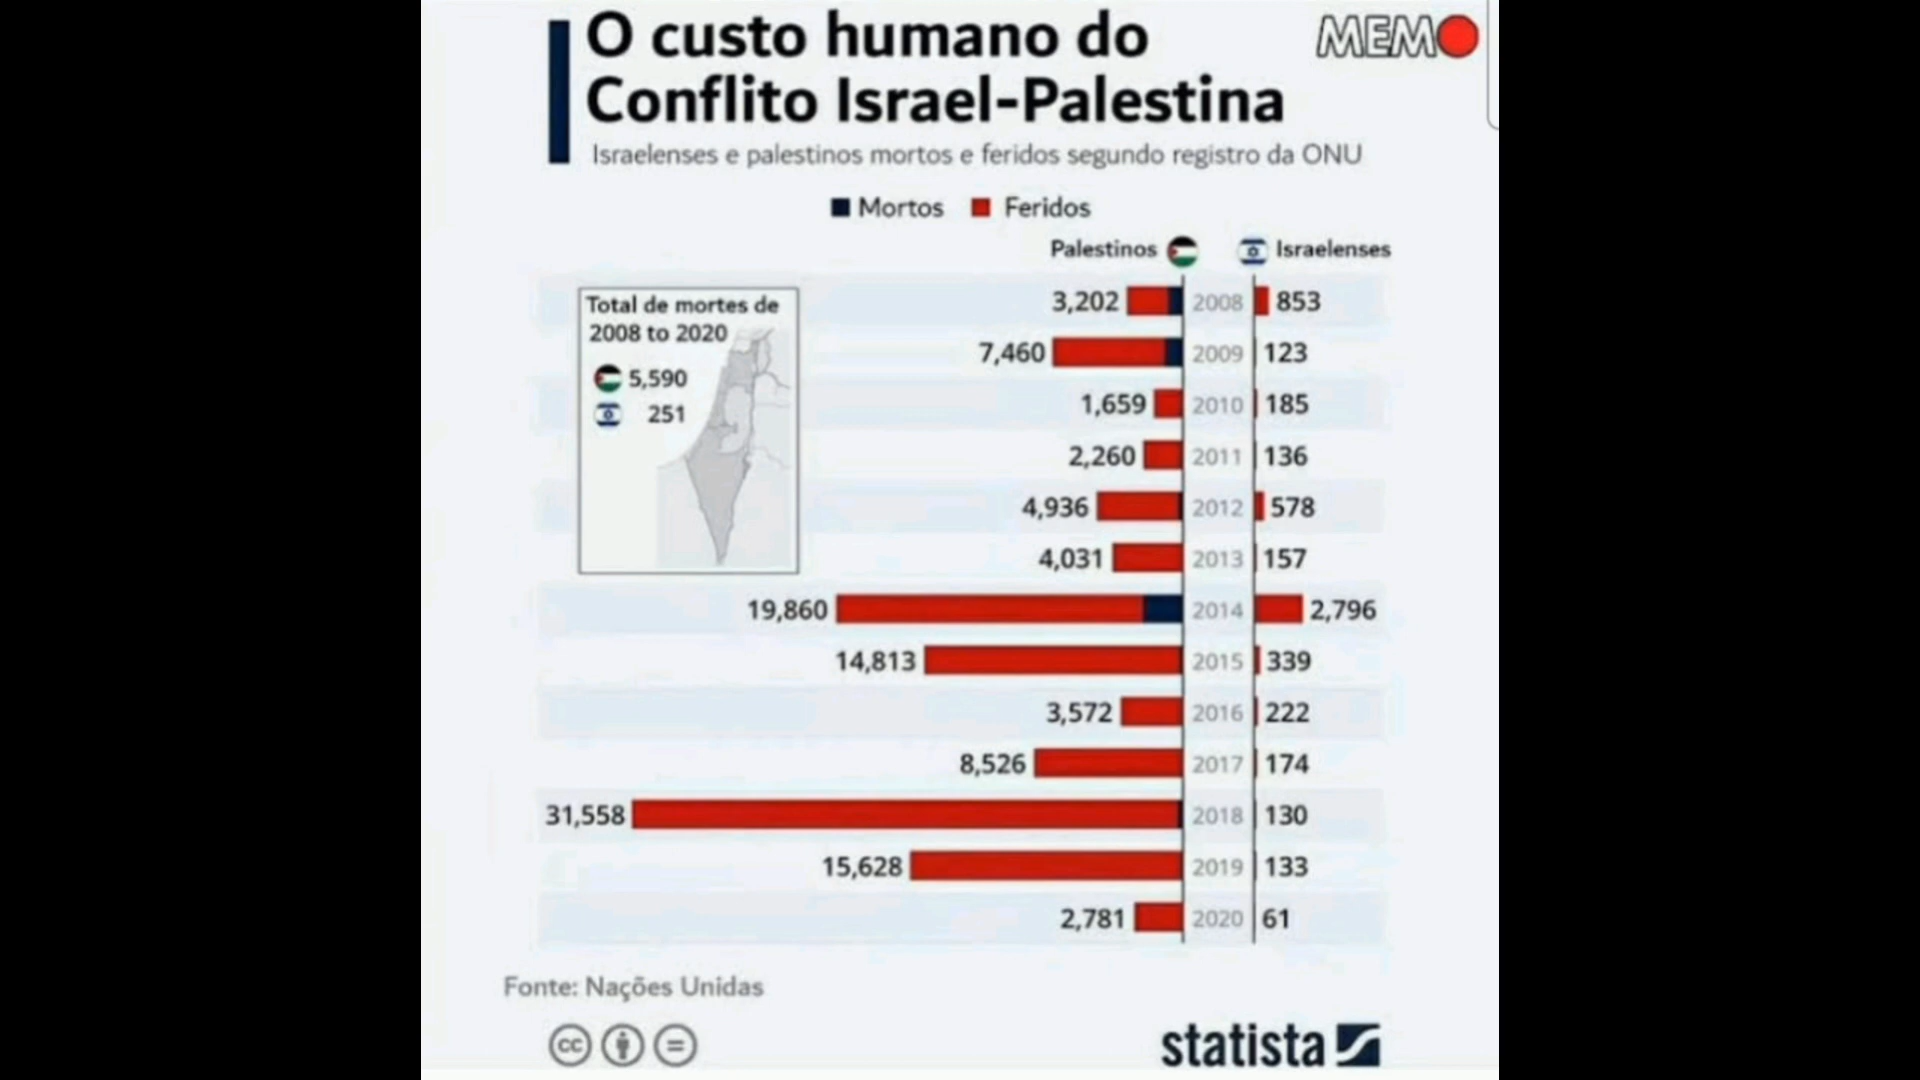 O custo humano do
Conflito Israel-Palestina
MEMO
Israelenses e palestinos mortos e feridos segundo registro da ONU
Mortos Feridos
Palestinos Israelenses
Total de mortes de
2008 to 2020
5,590
251
3,202 2008 853
7,460 2009 123
1,659 2010 185
2,260 2011 136
4,936 2012 578
4,031 2013 157
19,860 2014 2,796
14,813 2015 339
3,572 2016 222
8,526 2017 174
31,558 2018 130
15,628 2019 133
2,781 2020 61
Fonte: Nações Unidas
cc
statista